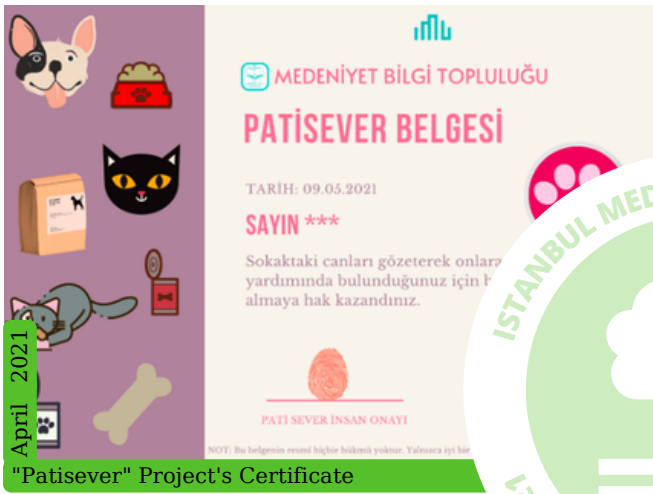 MEDENİYET BİLGİ TOPLULUĞU
PATİSEVER BELGESİ
TARİH: 09.05.2021
SAYIN ***
Sokaktaki canları gözeterek onlara
yardımında bulunduğunuz için
almaya hak kazandınız.
PATİ SEVER İNSAN ONAYI
NOT: Bu belgenin resmi hiçbir hükmü yoktur. Yalnızca iyi bir
ISTANBUL
April 2021
"Patisever" Project's Certificate